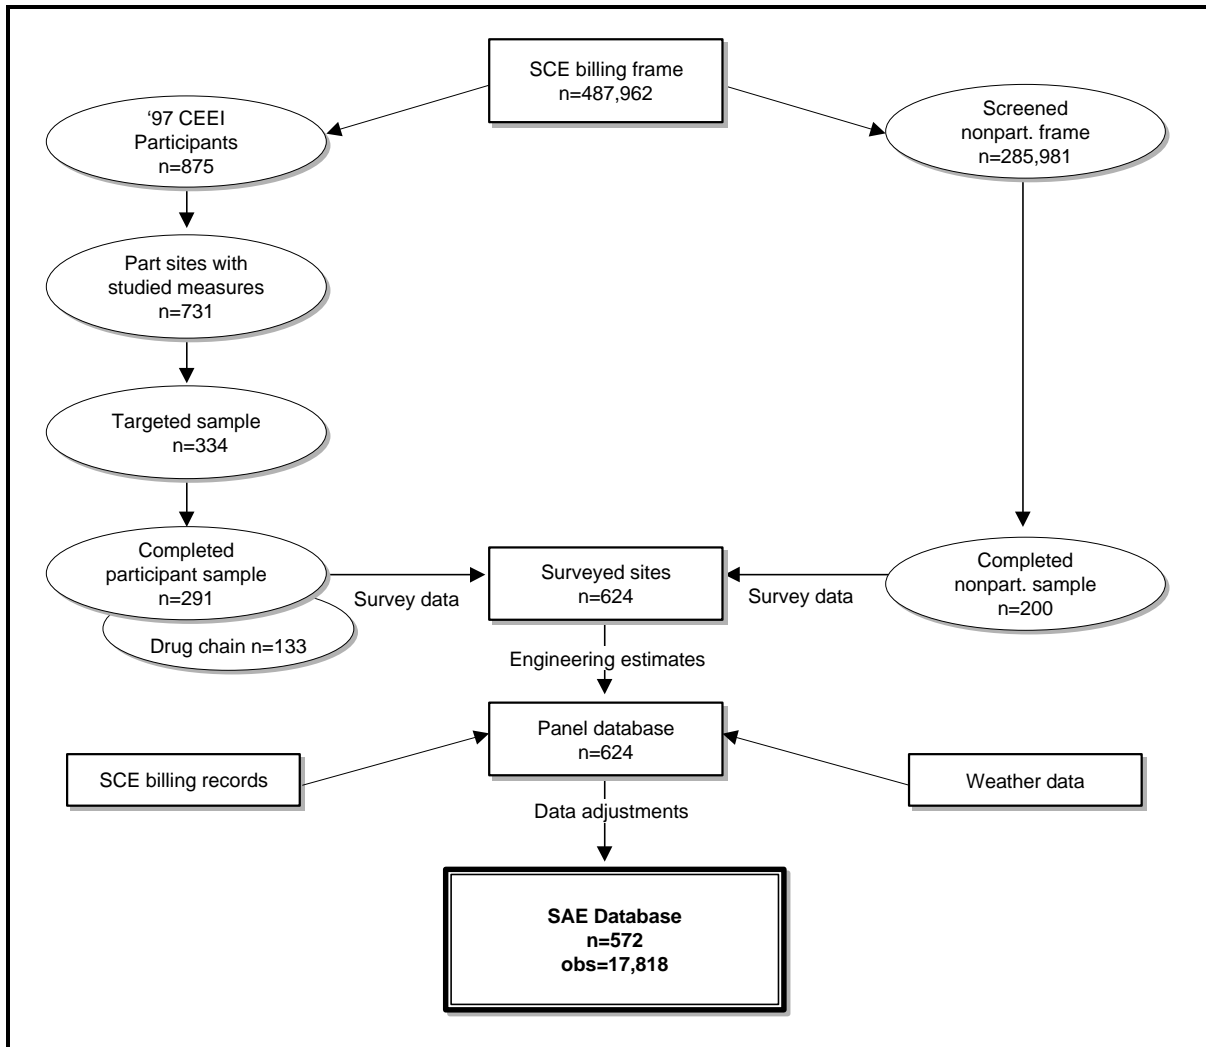 SCE billing frame
n=487,962
‘97 CEEI
Participants
n=875
Screened
nonpart. frame
n=285,981
Part sites with
studied measures
n=731
Targeted sample
n=334
Completed
participant sample
n=291
Drug chain n=133
Survey data
Surveyed sites
n=624
Survey data
Completed
nonpart. sample
n=200
Engineering estimates
Panel database
n=624
SCE billing records
Weather data
Data adjustments
SAE Database
n=572
obs=17,818